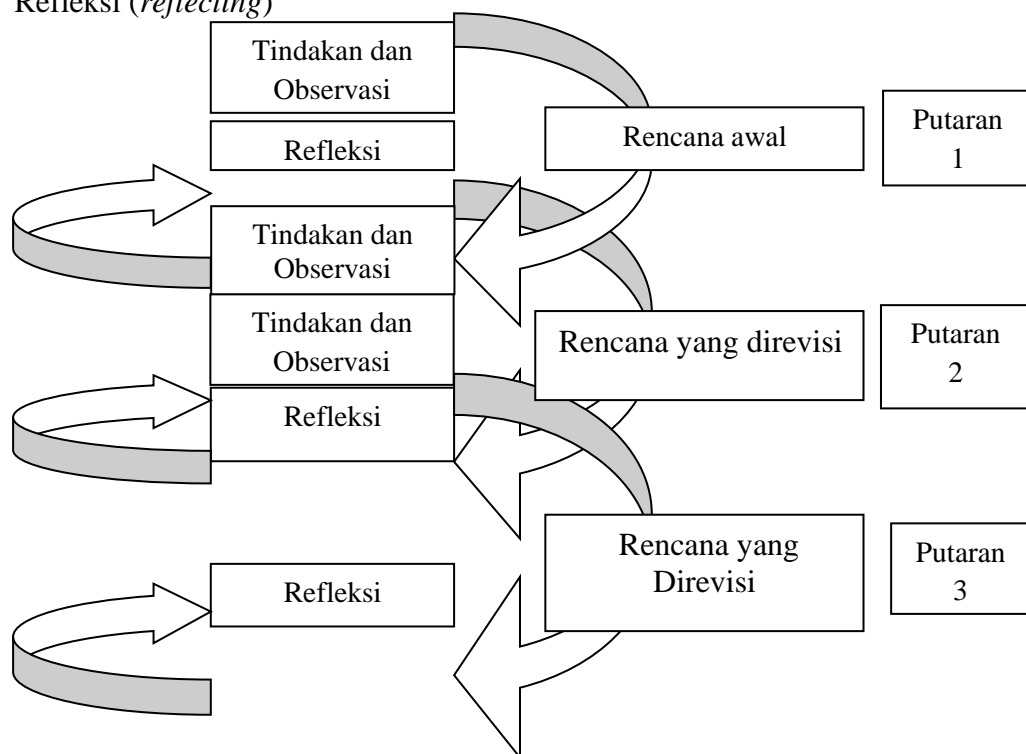 Refleksi (reflecting)
Tindakan dan
Observasi
Rencana awal
Putaran
1
Refleksi
Tindakan dan
Observasi
Tindakan dan
Observasi
Rencana yang direvisi
Putaran
2
Refleksi
Rencana yang
Direvisi
Putaran
3
Refleksi